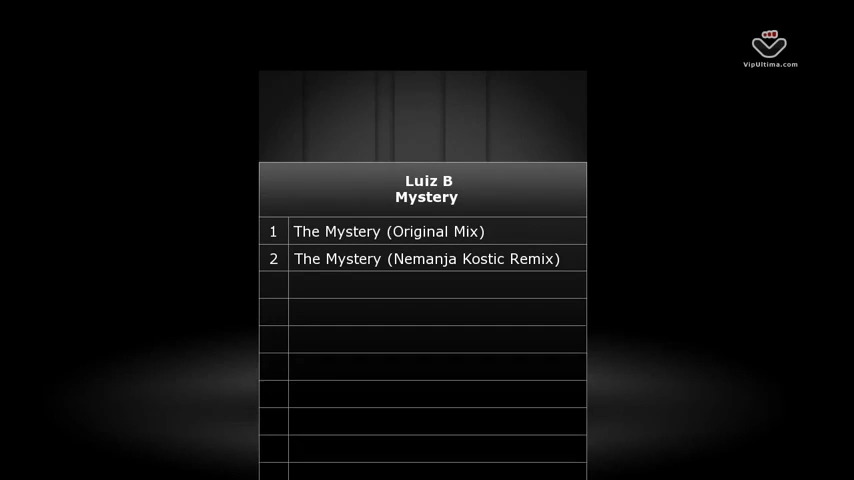 VipUltima.com
Luiz B
Mystery
1 The Mystery (Original Mix)
2 The Mystery (Nemanja Kostic Remix)